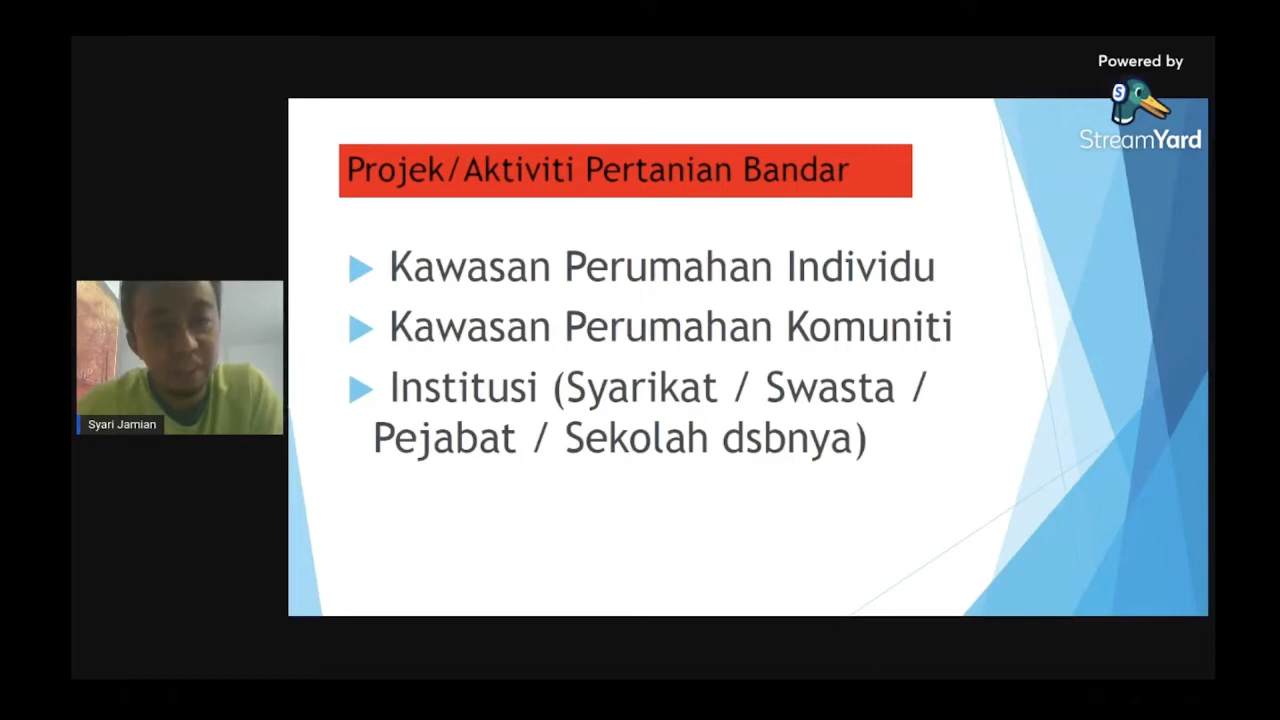 Powered by
StreamYard
Projek/Aktiviti Pertanian Bandar
Kawasan Perumahan Individu
Kawasan Perumahan Komuniti
Institusi (Syarikat / Swasta /
Pejabat / Sekolah dsbnya)
Syari Jamian